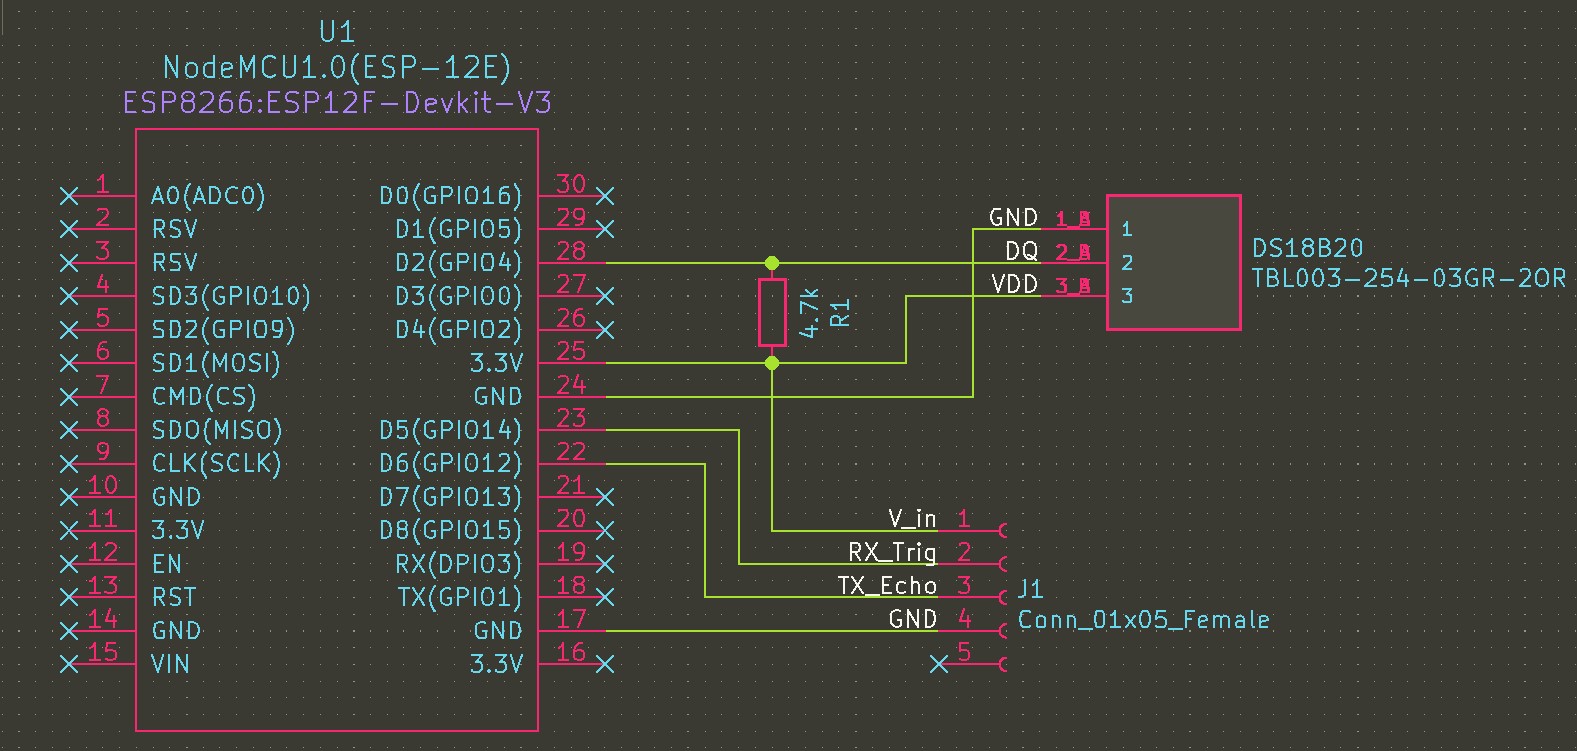 U1
NodeMCU1.0(ESP-12E)
ESP8266:ESP12F-Devkit-V3
1 A0(ADC0) D0(GPIO16) 30
2 RSV D1(GPIO5) 29
3 RSV D2(GPIO4) 28
4 SD3(GPIO10) D3(GPIO0) 27
5 SD2(GPIO9) D4(GPIO2) 26
6 SD1(MOSI) 3.3V 25
7 CMD(CS) GND 24
8 SDO(MISO) D5(GPIO14) 23
9 CLK(SCLK) D6(GPIO12) 22
10 GND D7(GPIO13) 21
11 3.3V D8(GPIO15) 20
12 EN RX(DPIO3) 19
13 RST TX(GPIO1) 18
14 GND GND 17
15 VIN 3.3V 16
4.7k
R1
GND 1
DQ 2
VDD 3
DS18B20
TBL003-254-03GR-2OR
V_in 1
RX_Trig 2
TX_Echo 3
GND 4
5
J1
Conn_01x05_Female